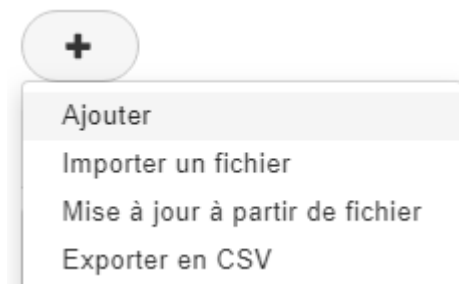 +
Ajouter
Importer un fichier
Mise à jour à partir de fichier
Exporter en CSV